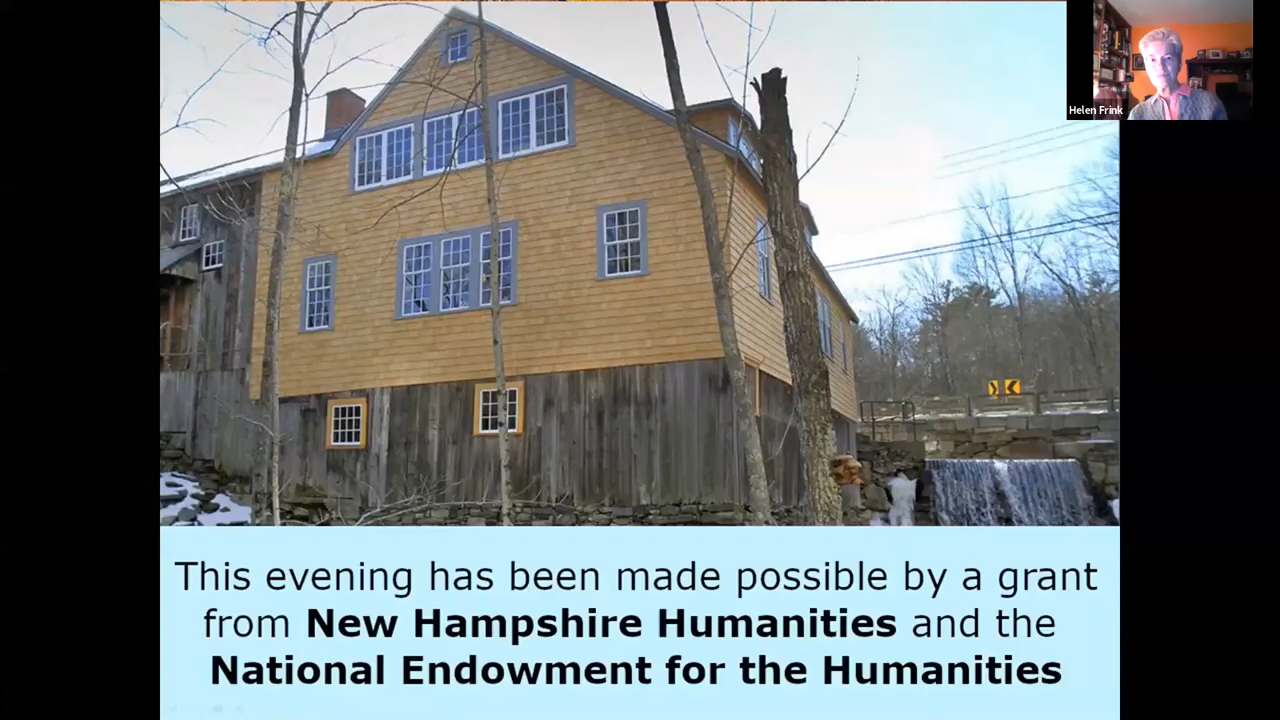 Helen Frink
This evening has been made possible by a grant
from New Hampshire Humanities and the
National Endowment for the Humanities